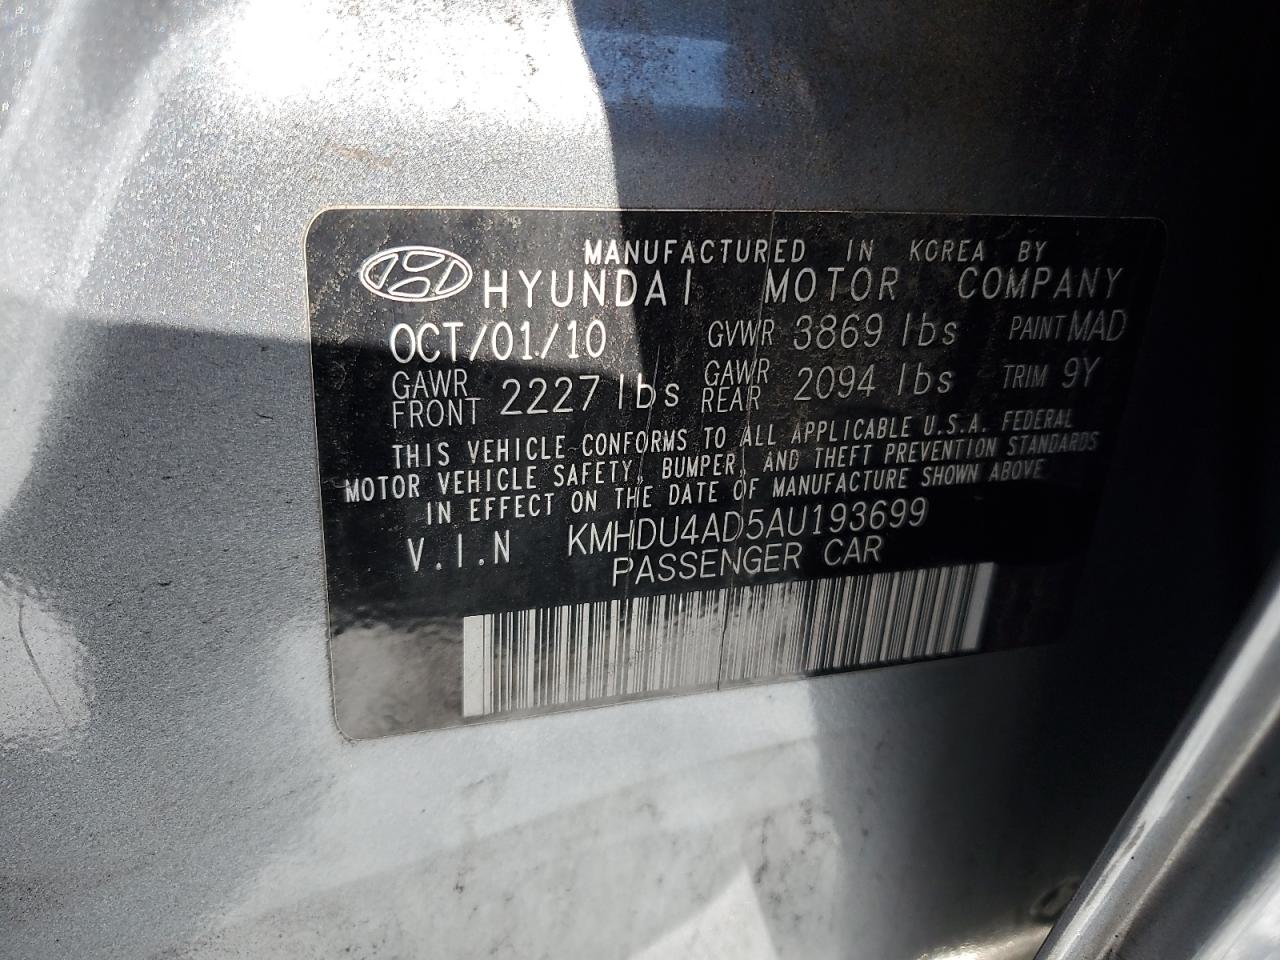 MANUFACTURED IN KOREA BY
HYUNDAI MOTOR COMPANY
OCT/01/10 GVWR 3869 lbs PAINT MAD
GAWR FRONT 2227 lbs GAWR REAR 2094 lbs TRIM 9Y
THIS VEHICLE CONFORMS TO ALL APPLICABLE U.S.A. FEDERAL
MOTOR VEHICLE SAFETY, BUMPER, AND THEFT PREVENTION STANDARDS
IN EFFECT ON THE DATE OF MANUFACTURE SHOWN ABOVE
V.I.N KMHDU4AD5AU193699
PASSENGER CAR